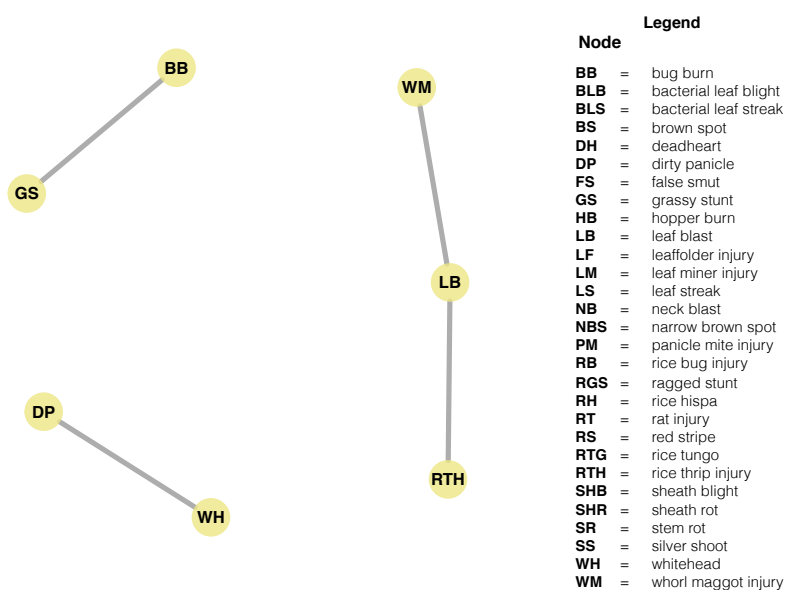 BB
GS
WM
LB
RTH
DP
WH
Legend
Node
BB = bug burn
BLB = bacterial leaf blight
BLS = bacterial leaf streak
BS = brown spot
DH = deadheart
DP = dirty panicle
FS = false smut
GS = grassy stunt
HB = hopper burn
LB = leaf blast
LF = leaffolder injury
LM = leaf miner injury
LS = leaf streak
NB = neck blast
NBS = narrow brown spot
PM = panicle mite injury
RB = rice bug injury
RGS = ragged stunt
RH = rice hispa
RT = rat injury
RS = red stripe
RTG = rice tungo
RTH = rice thrip injury
SHB = sheath blight
SHR = sheath rot
SR = stem rot
SS = silver shoot
WH = whitehead
WM = whorl maggot injury